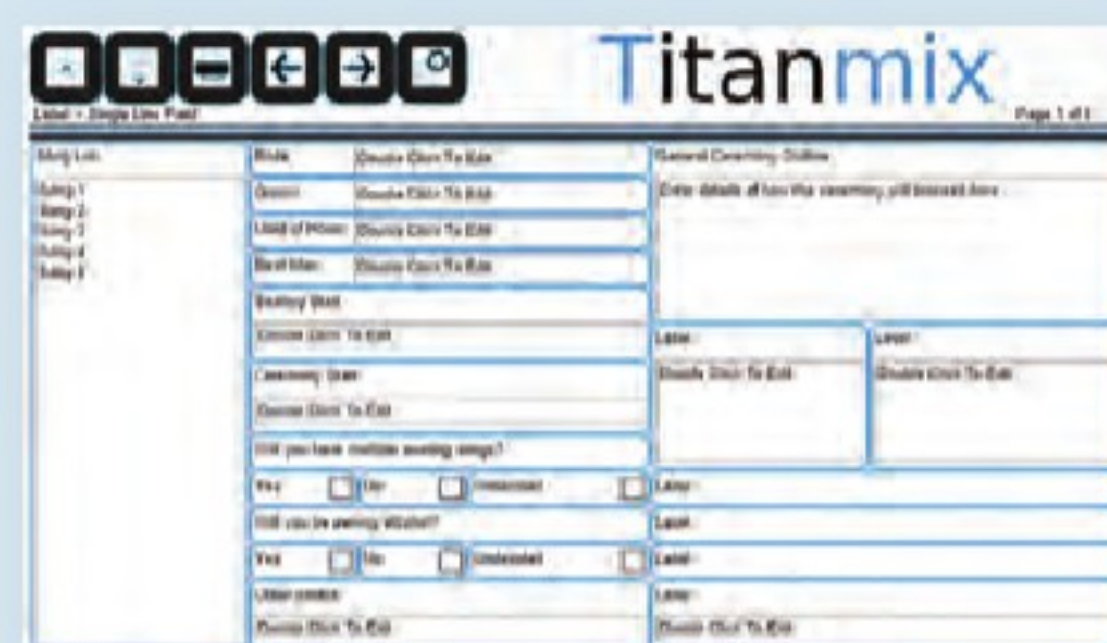 Titanmix
Label - Single Line Field
Page 1 of 1
Song List
Song 1
Song 2
Song 3
Song 4
Song 5
Bride Double Click To Edit
Groom Double Click To Edit
Maid of Honor Double Click To Edit
Best Man Double Click To Edit
Double Click To Edit
Ceremony Start
Double Click To Edit
Will you have multiple songs?
Yes No Undecided
Will you be serving alcohol?
Yes No Undecided
Double Click To Edit
General Ceremony Outline
Enter details of how the ceremony will proceed here
Label
Double Click To Edit
Label
Double Click To Edit
Label
Label
Label
Label
Double Click To Edit